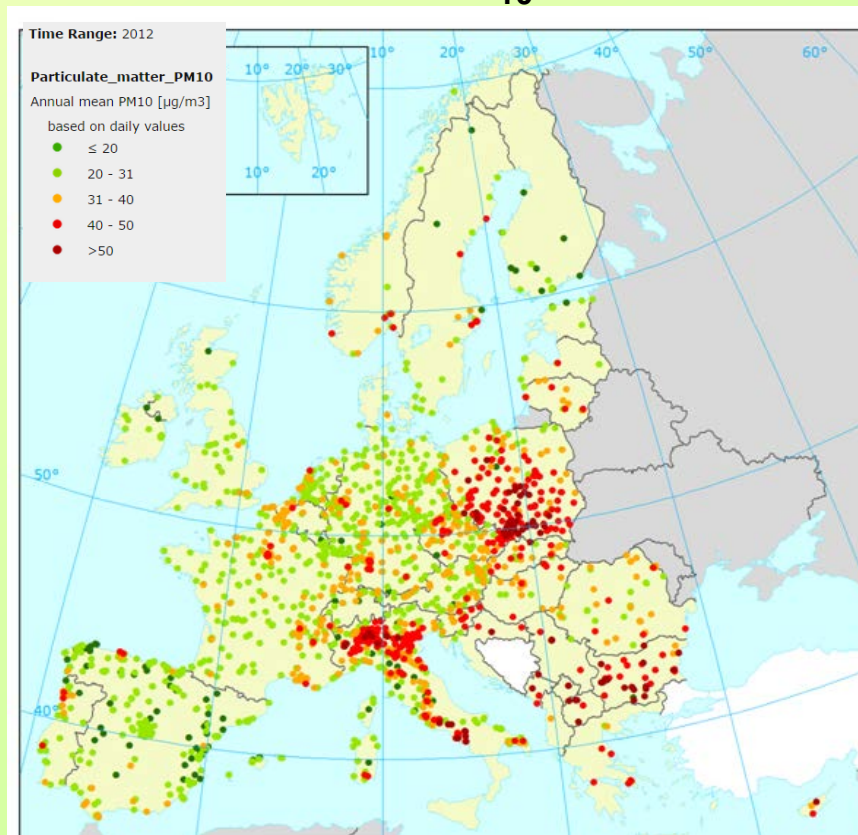 10
Time Range: 2012
Particulate_matter_PM10
Annual mean PM10 [µg/m3]
based on daily values
≤ 20
20 - 31
31 - 40
40 - 50
>50
10° 20° 30°
10° 20°
10° 20° 30° 40° 50° 60°
50°
40°